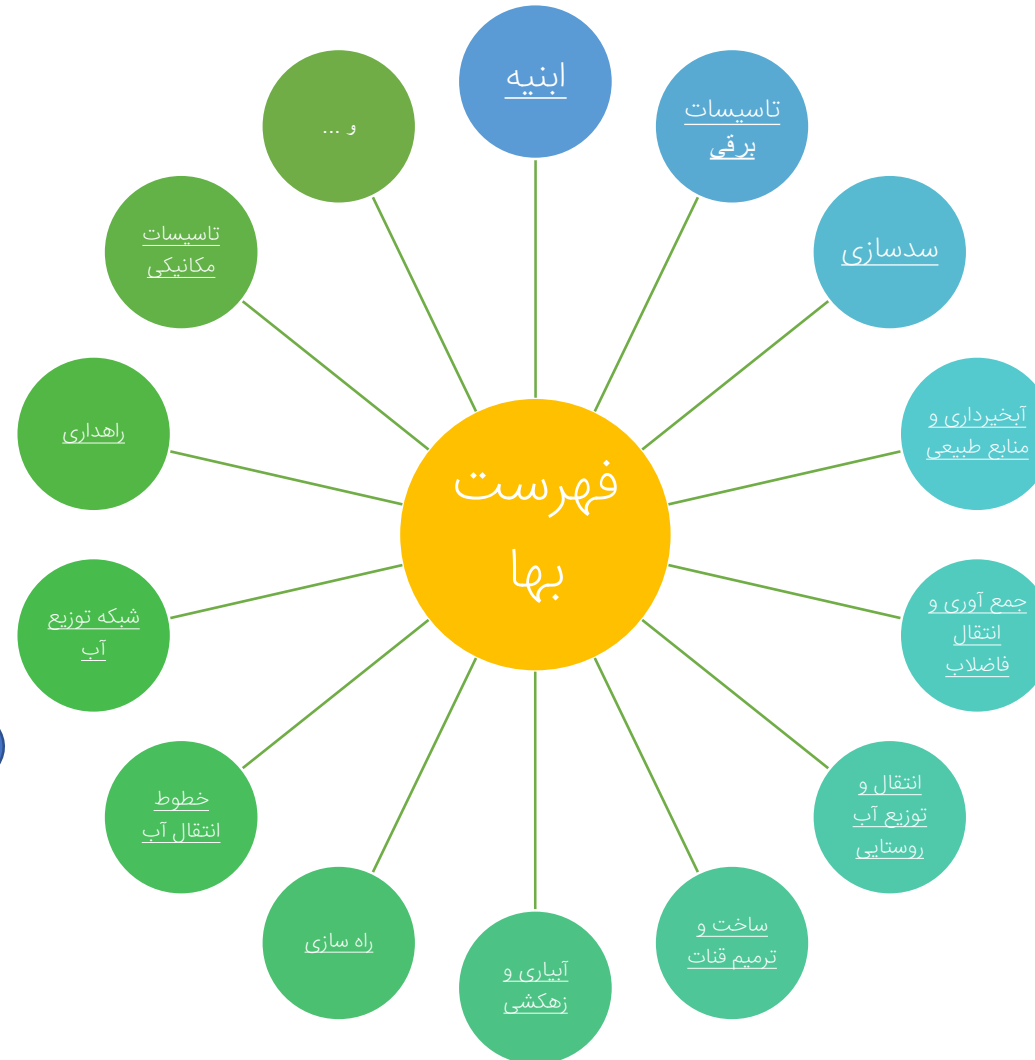 فهرست
بها
ابنیه
تاسیسات
برقی
سدسازی
آبخیرداری و
منابع طبیعی
جمع آوری و
انتقال
فاضلاب
انتقال و
توزیع آب
روستایی
ساخت و
ترمیم قنات
آبیاری و
زهکشی
راه سازی
خطوط
انتقال آب
شبکه توزیع
آب
راهداری
تاسیسات
مکانیکی
و ...